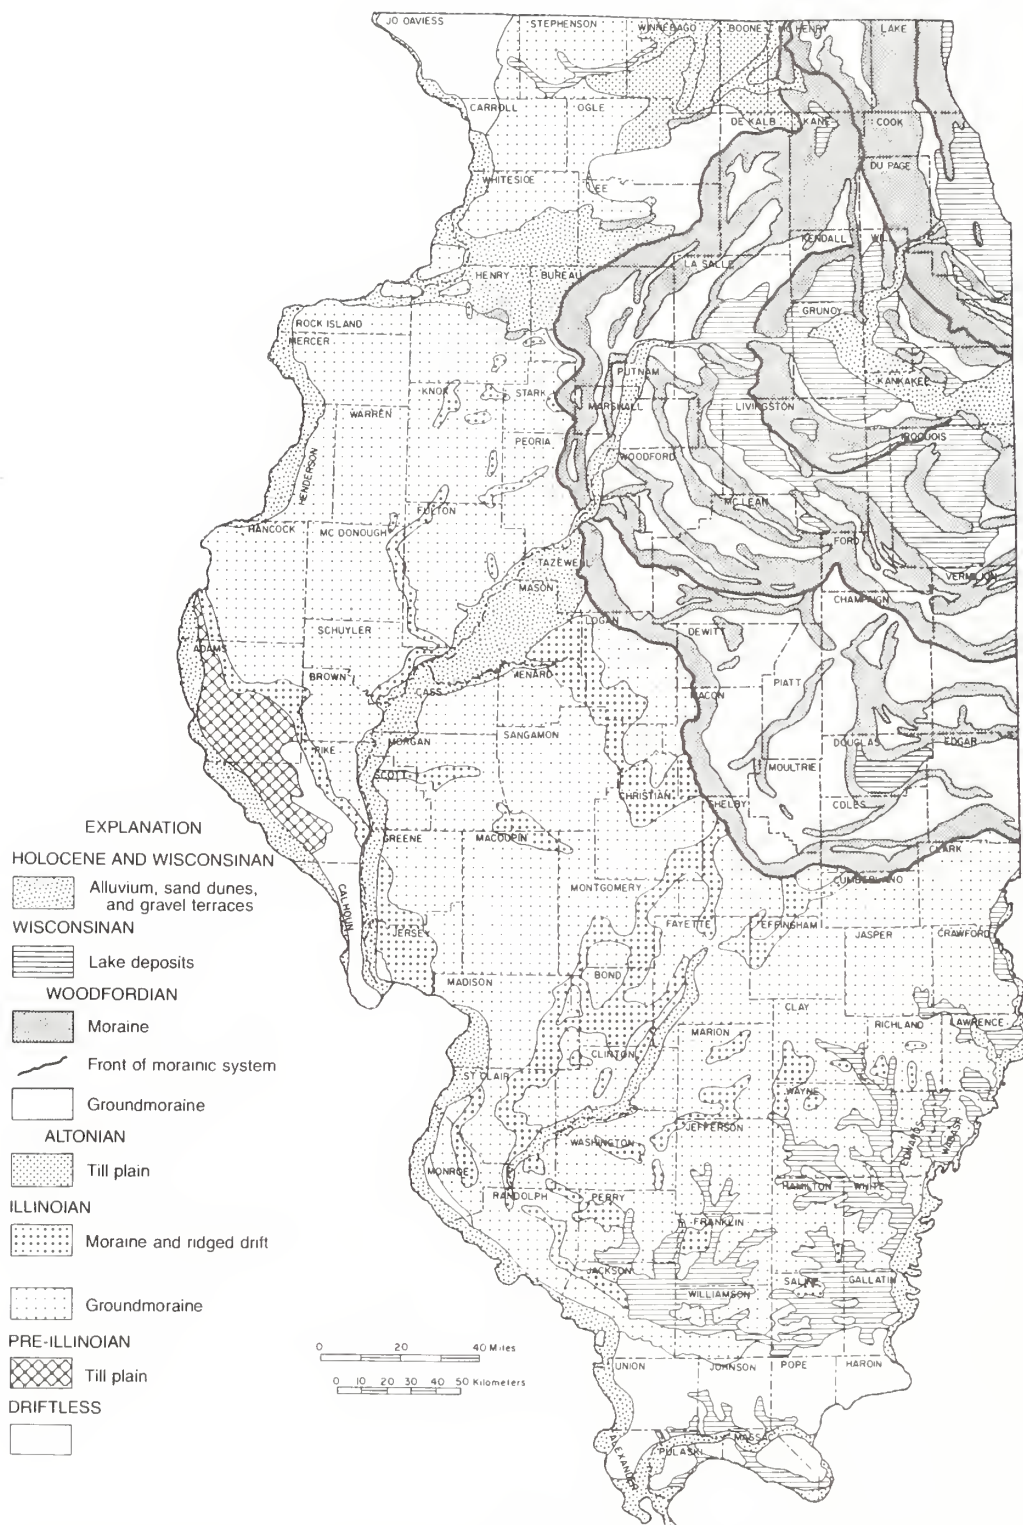 JO DAVIESS
STEPHENSON
WINNEBAGO
BOONE
MC HENRY
LAKE
CARROLL
OGLE
DE KALB
KANE
COOK
DU PAGE
WHITESIDE
LEE
KENDALL
WILL
HENRY
BUREAU
LA SALLE
GRUNDY
ROCK ISLAND
MERCER
PUTNAM
KANKAKEE
KNOX
STARK
MARSHALL
LIVINGSTON
WARREN
PEORIA
IROQUOIS
HENDERSON
WOODFORD
FULTON
MC LEAN
HANCOCK
MC DONOUGH
FORD
TAZEWELL
VERMILION
MASON
CHAMPAIGN
SCHUYLER
LOGAN
DEWITT
ADAMS
BROWN
CASS
MENARD
PIATT
MACON
PIKE
MORGAN
SANGAMON
DOUGLAS
EDGAR
SCOTT
MOULTRIE
CHRISTIAN
SHELBY
COLES
GREENE
MACOUPIN
CLARK
CALHOUN
MONTGOMERY
CUMBERLAND
JERSEY
FAYETTE
EFFINGHAM
JASPER
CRAWFORD
MADISON
BOND
CLAY
RICHLAND
LAWRENCE
MARION
CLINTON
ST CLAIR
WAYNE
EDWARDS
WABASH
WASHINGTON
JEFFERSON
MONROE
RANDOLPH
PERRY
HAMILTON
WHITE
FRANKLIN
JACKSON
WILLIAMSON
SALINE
GALLATIN
UNION
JOHNSON
POPE
HARDIN
ALEXANDER
PULASKI
MASSAC
EXPLANATION
HOLOCENE AND WISCONSINAN
Alluvium, sand dunes,
and gravel terraces
WISCONSINAN
Lake deposits
WOODFORDIAN
Moraine
Front of morainic system
Groundmoraine
ALTONIAN
Till plain
ILLINOIAN
Moraine and ridged drift
Groundmoraine
PRE-ILLINOIAN
Till plain
DRIFTLESS
0 20 40 Miles
0 10 20 30 40 50 Kilometers